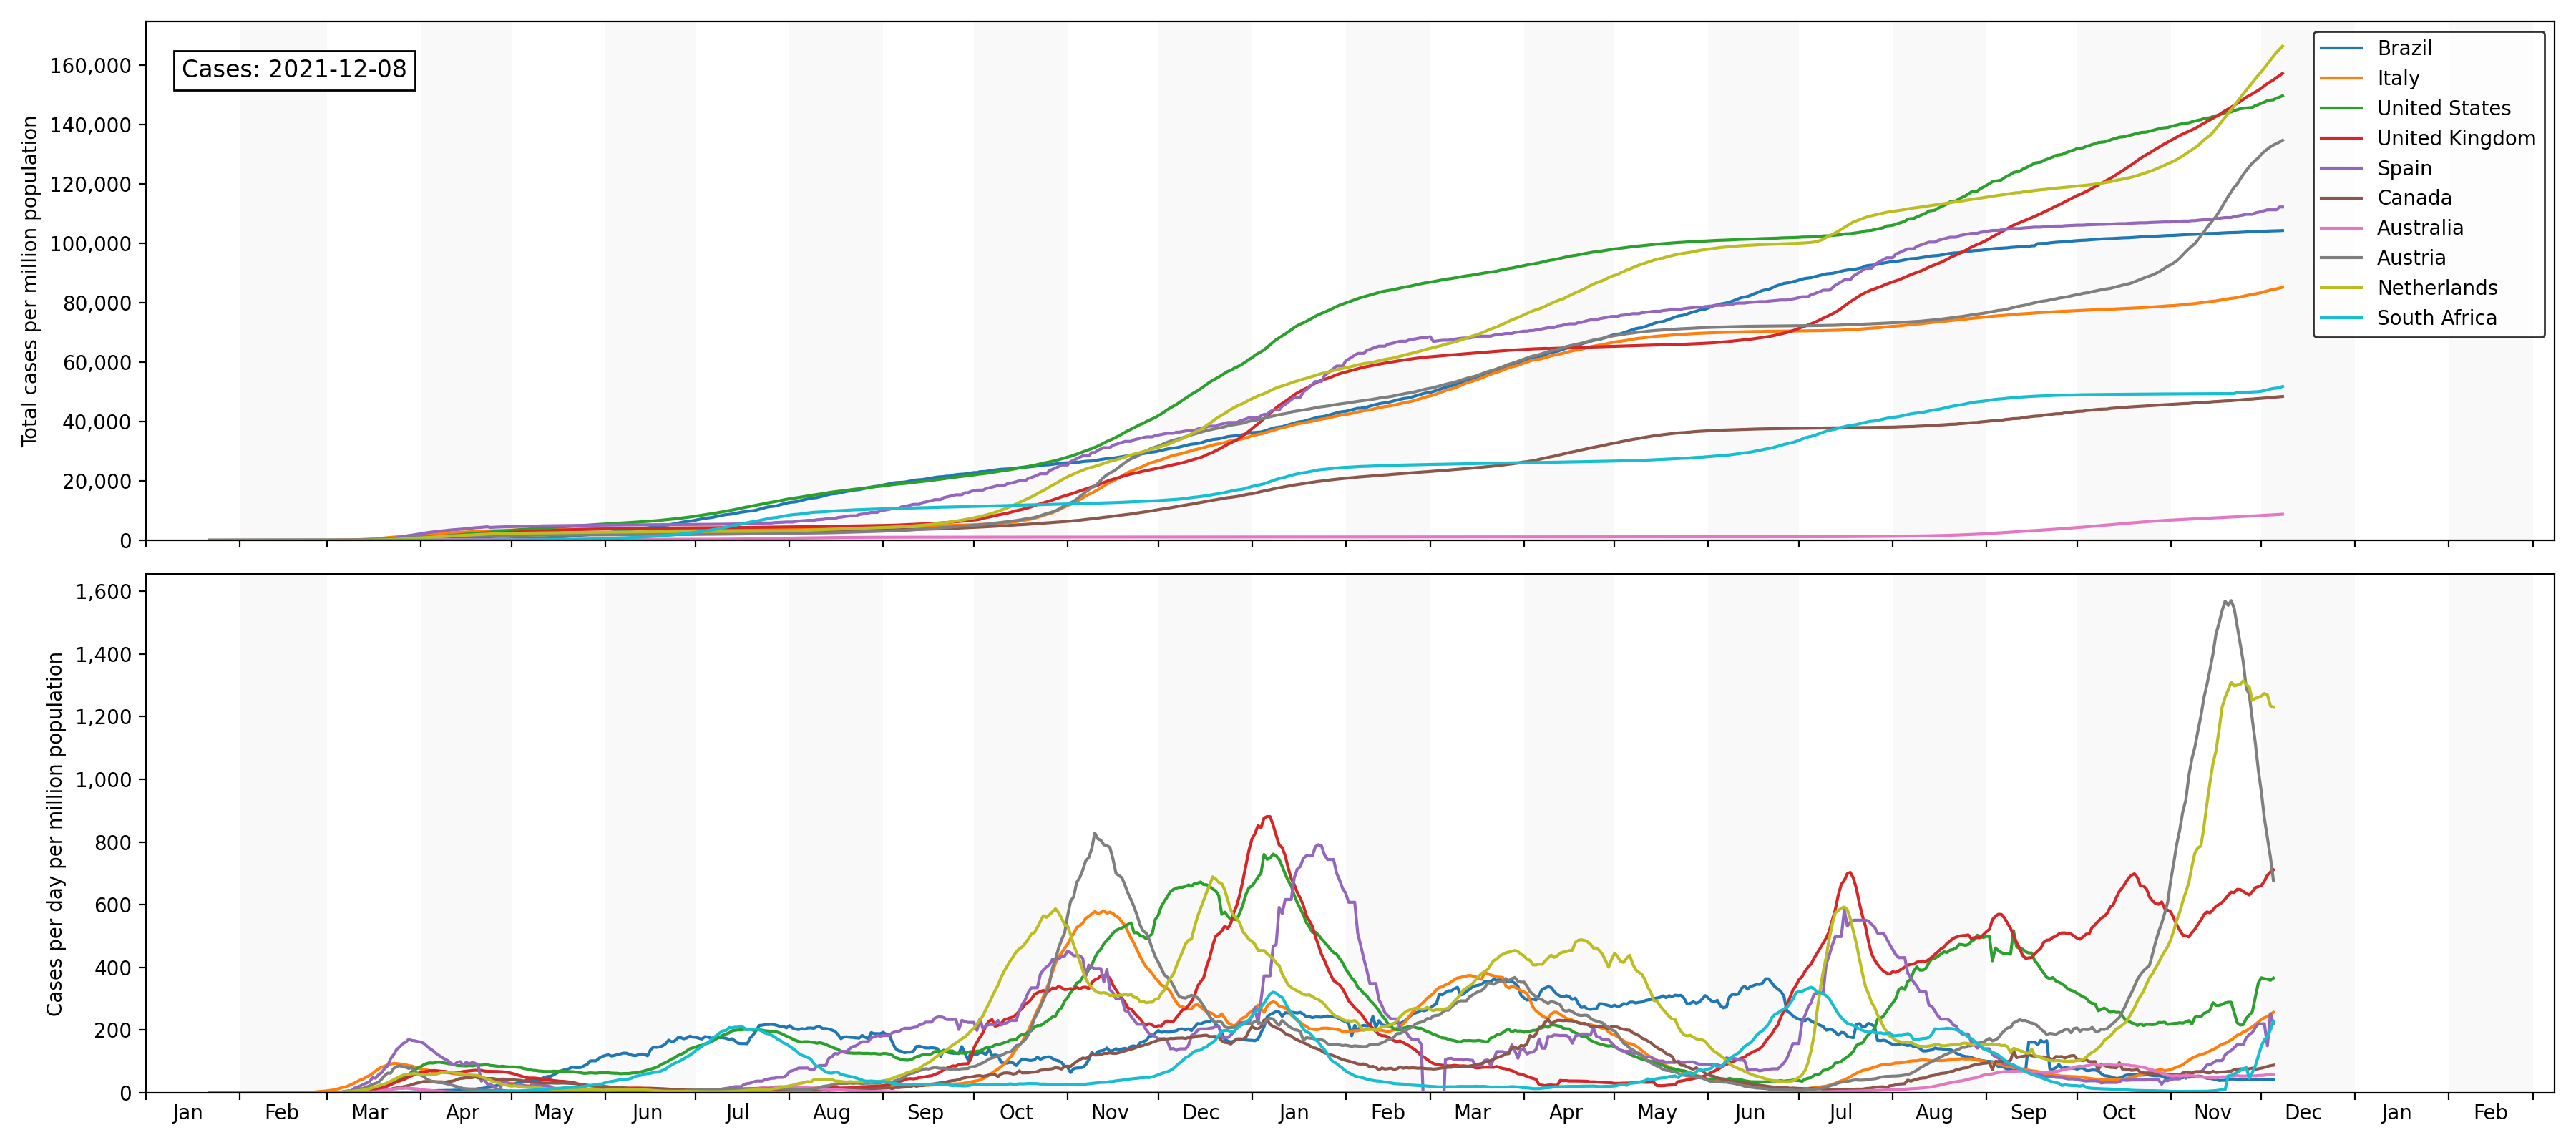 Cases: 2021-12-08
Total cases per million population
160,000
140,000
120,000
100,000
80,000
60,000
40,000
20,000
0
Brazil
Italy
United States
United Kingdom
Spain
Canada
Australia
Austria
Netherlands
South Africa
Cases per day per million population
1,600
1,400
1,200
1,000
800
600
400
200
0
Jan Feb Mar Apr May Jun Jul Aug Sep Oct Nov Dec Jan Feb Mar Apr May Jun Jul Aug Sep Oct Nov Dec Jan Feb